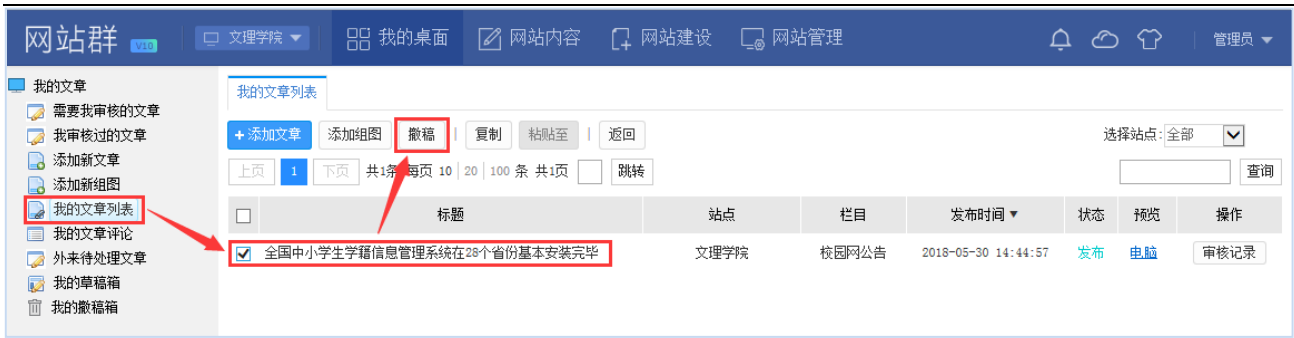 网站群 V10 文理学院 我的桌面 网站内容 网站建设 网站管理 管理员
我的文章
需要我审核的文章
我审核过的文章
添加新文章
添加新组图
我的文章列表
我的文章评论
外来待处理文章
我的草稿箱
我的撤稿箱
我的文章列表
+添加文章 添加组图 撤稿 复制 粘贴至 返回 选择站点:全部
上页 1 下页 共1条 每页 10 20 100 条 共1页 跳转 查询
标题 站点 栏目 发布时间▼ 状态 预览 操作
全国中小学生学籍信息管理系统在28个省份基本安装完毕 文理学院 校园网公告 2018-05-30 14:44:57 发布 电脑 审核记录